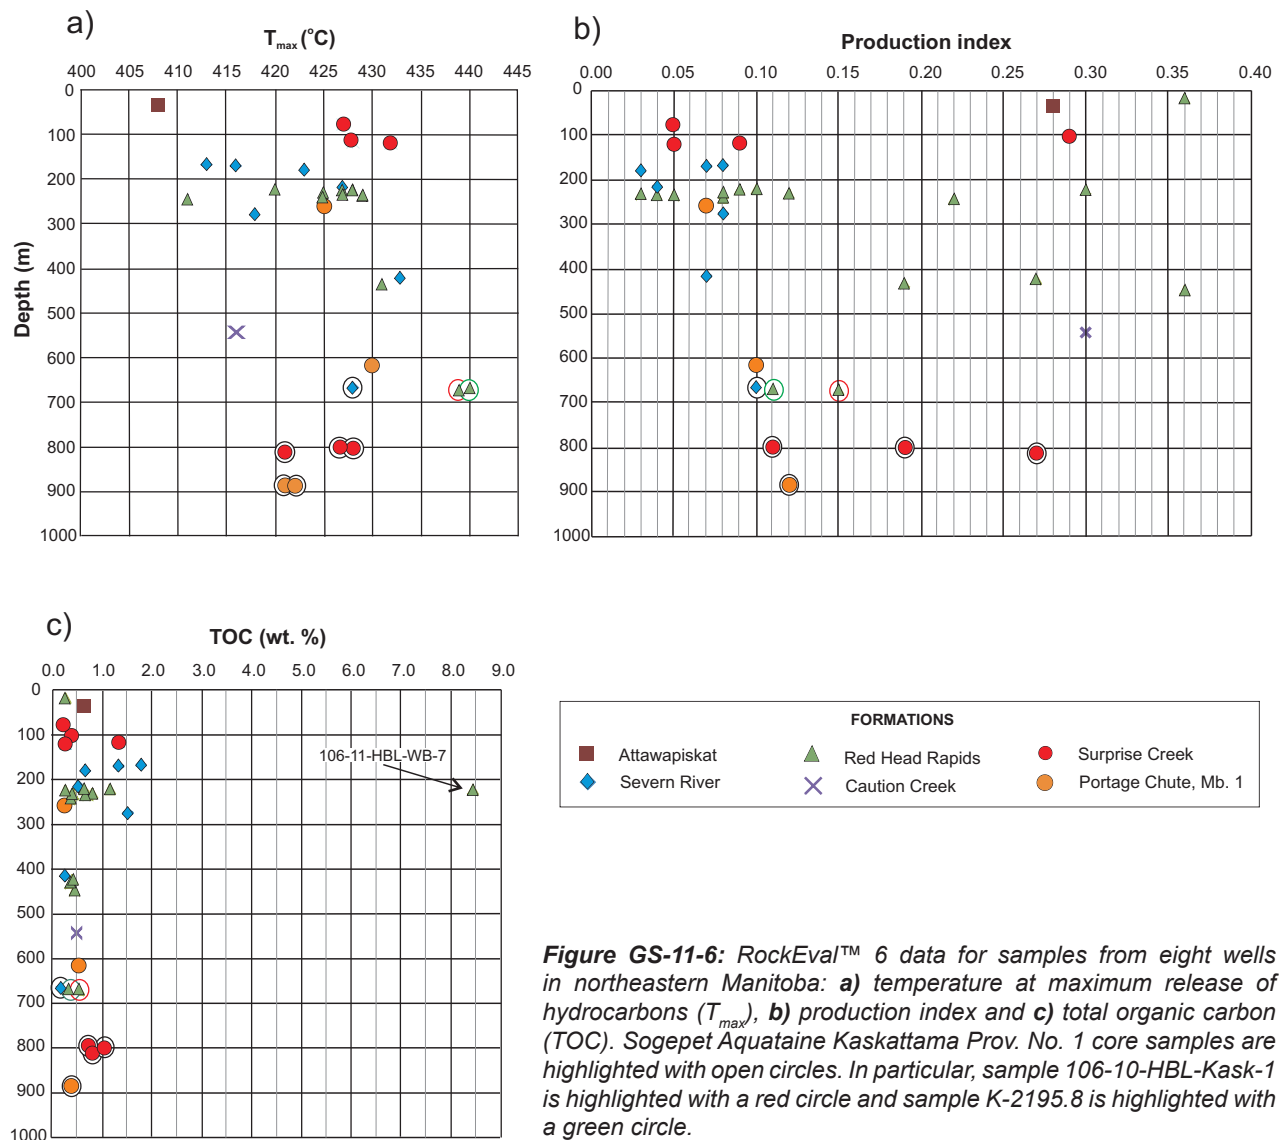 a)
T_max (°C)
400 405 410 415 420 425 430 435 440 445
0
100
200
300
400
500
600
700
800
900
1000
Depth (m)
b)
Production index
0.00 0.05 0.10 0.15 0.20 0.25 0.30 0.35 0.40
0
100
200
300
400
500
600
700
800
900
1000
c)
TOC (wt. %)
0.0 1.0 2.0 3.0 4.0 5.0 6.0 7.0 8.0 9.0
0
100
200
300
400
500
600
700
800
900
1000
106-11-HBL-WB-7
FORMATIONS
Attawapiskat Red Head Rapids Surprise Creek
Severn River Caution Creek Portage Chute, Mb. 1
Figure GS-11-6: RockEval™ 6 data for samples from eight wells
in northeastern Manitoba: a) temperature at maximum release of
hydrocarbons (T_max), b) production index and c) total organic carbon
(TOC). Sogepet Aquataine Kaskattama Prov. No. 1 core samples are
highlighted with open circles. In particular, sample 106-10-HBL-Kask-1
is highlighted with a red circle and sample K-2195.8 is highlighted with
a green circle.